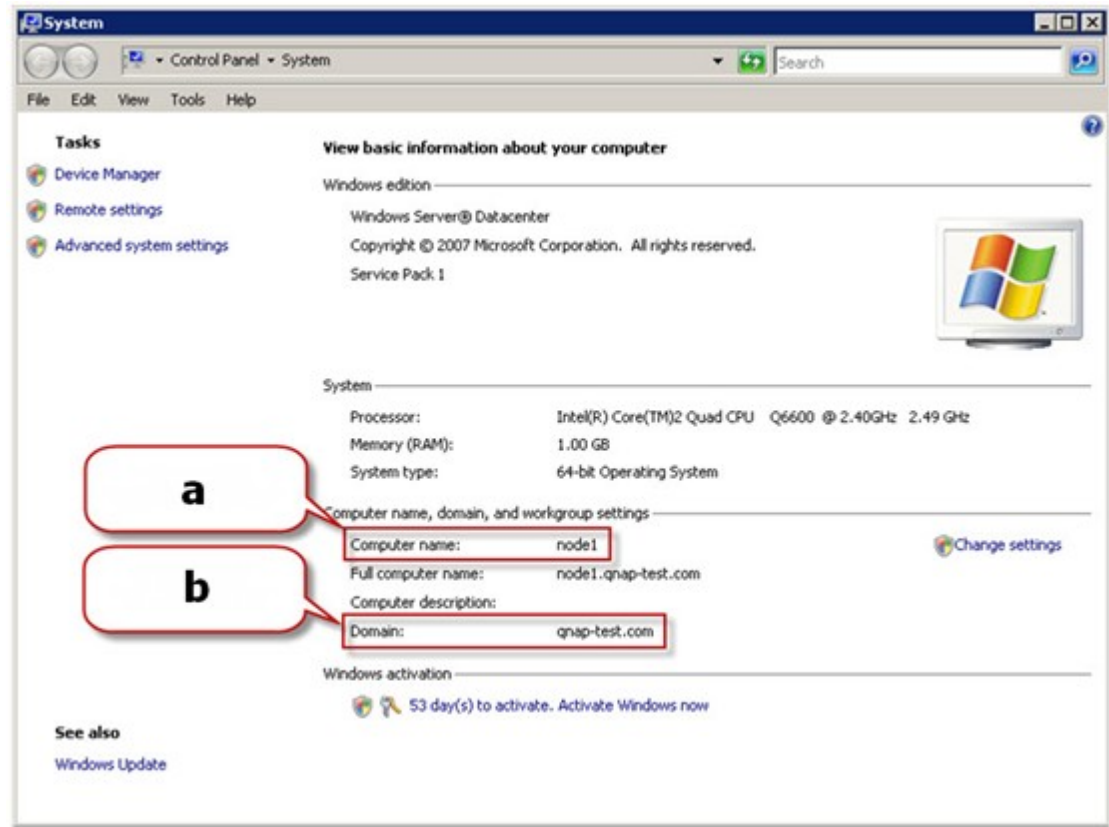 System
Control Panel System
Search
File Edit View Tools Help
Tasks
Device Manager
Remote settings
Advanced system settings
See also
Windows Update
View basic information about your computer
Windows edition
Windows Server® Datacenter
Copyright © 2007 Microsoft Corporation. All rights reserved.
Service Pack 1
System
Processor: Intel(R) Core(TM)2 Quad CPU Q6600 @ 2.40GHz 2.49 GHz
Memory (RAM): 1.00 GB
System type: 64-bit Operating System
a
b
Computer name, domain, and workgroup settings
Computer name: node1
Change settings
Full computer name: node1.qnap-test.com
Computer description:
Domain: qnap-test.com
Windows activation
53 day(s) to activate. Activate Windows now